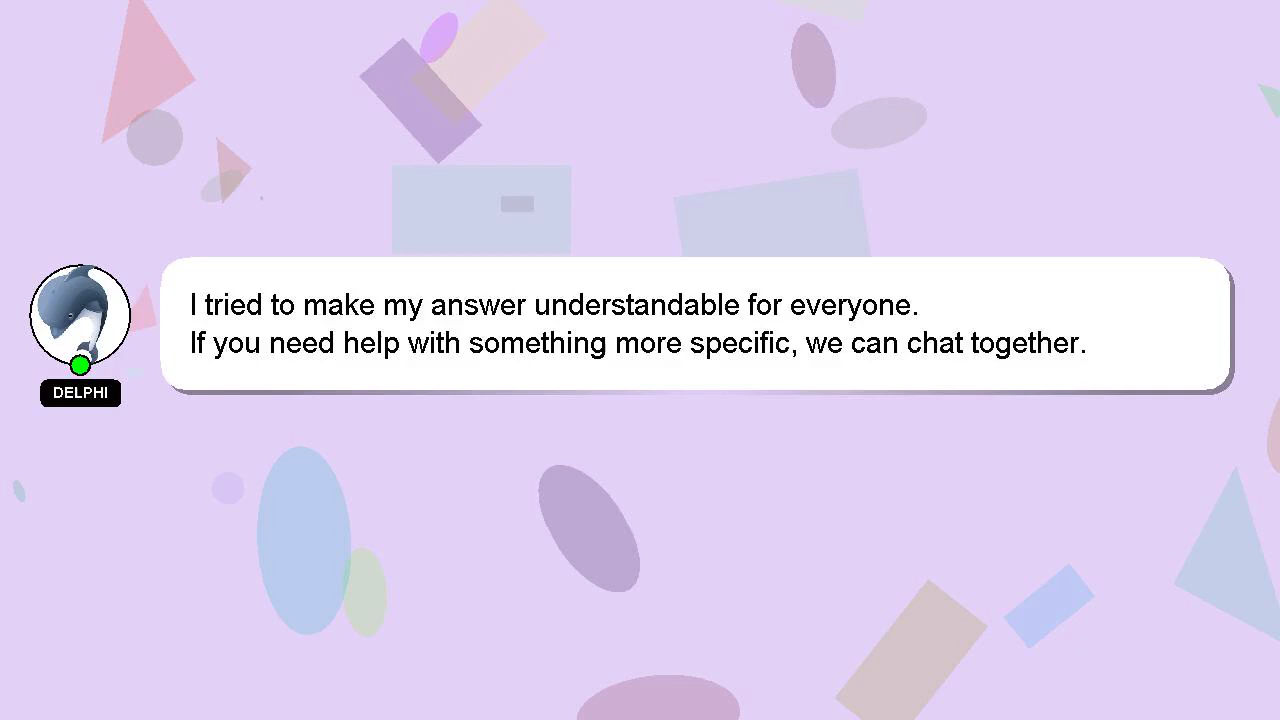 I tried to make my answer understandable for everyone.
If you need help with something more specific, we can chat together.
DELPHI